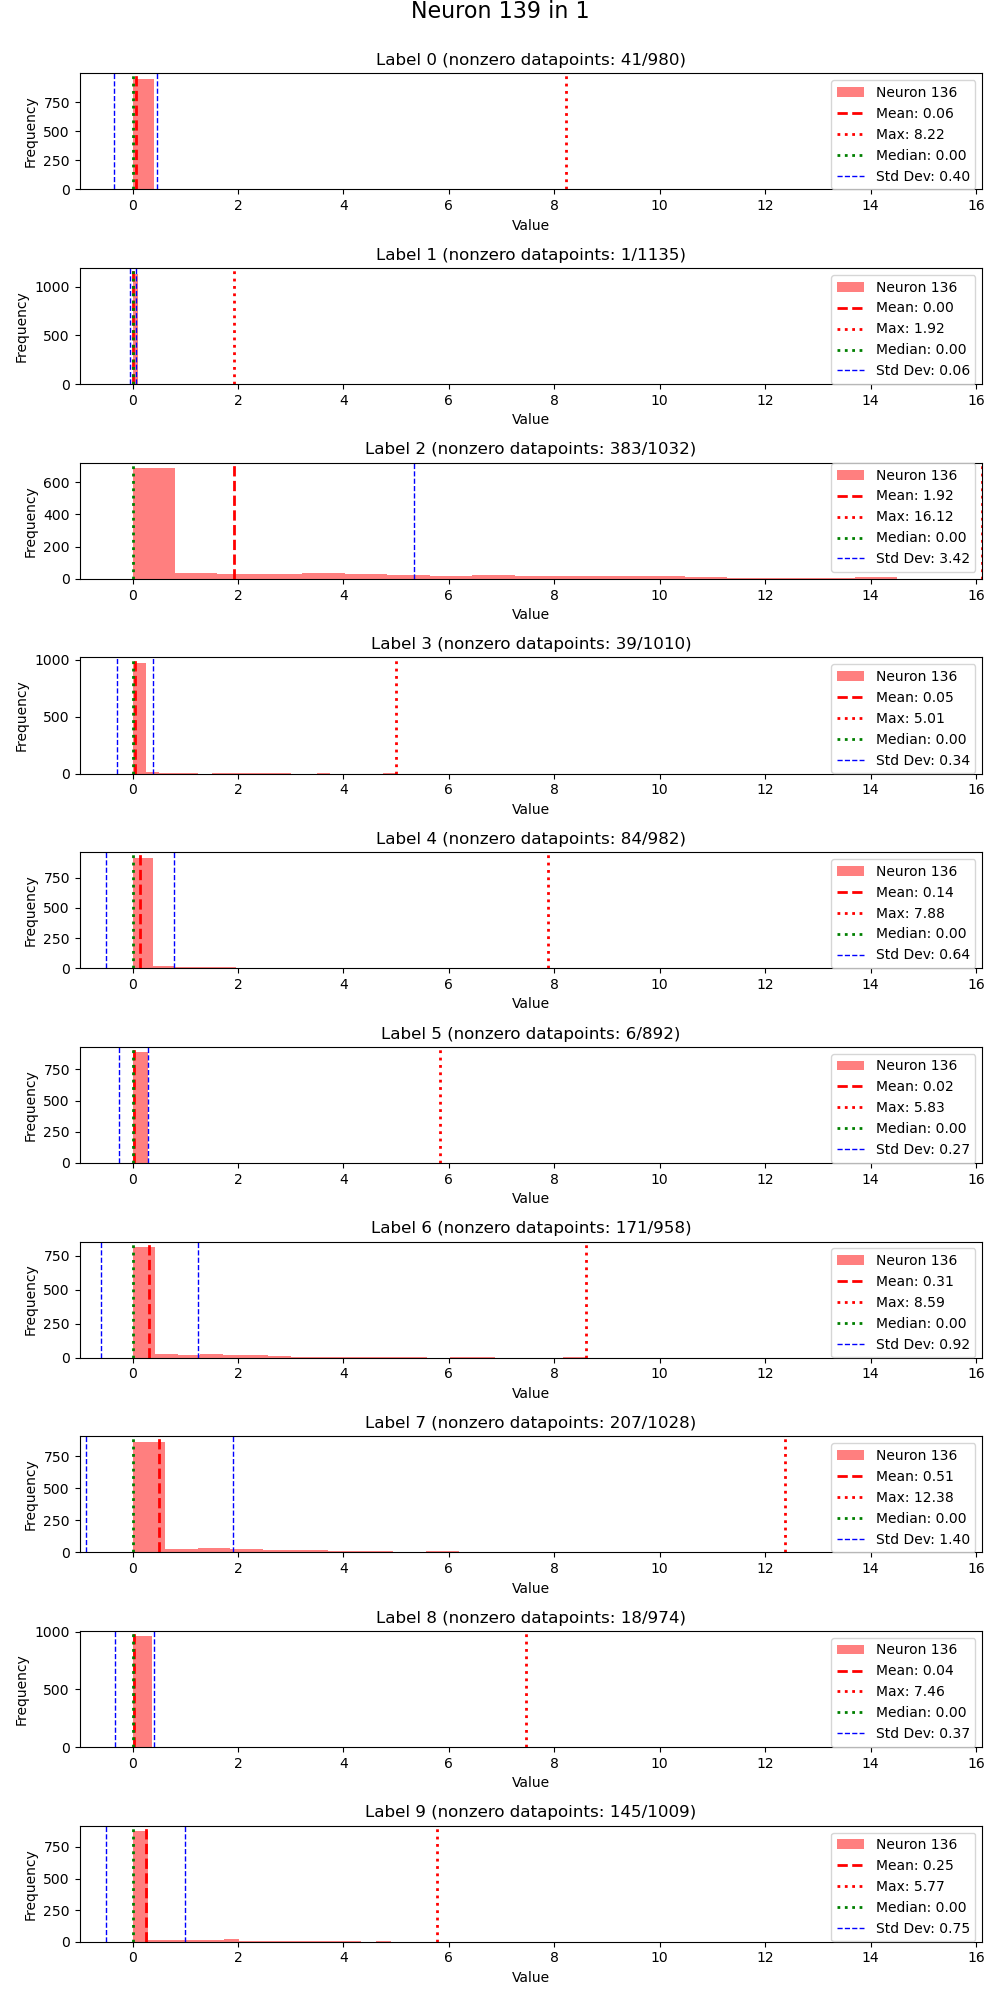 Neuron 139 in 1
Label 0 (nonzero datapoints: 41/980)
Frequency
750
500
250
0
Neuron 136
Mean: 0.06
Max: 8.22
Median: 0.00
Std Dev: 0.40
0 2 4 6 8 10 12 14 16
Value
Label 1 (nonzero datapoints: 1/1135)
Frequency
1000
500
0
Neuron 136
Mean: 0.00
Max: 1.92
Median: 0.00
Std Dev: 0.06
0 2 4 6 8 10 12 14 16
Value
Label 2 (nonzero datapoints: 383/1032)
Frequency
600
400
200
0
Neuron 136
Mean: 1.92
Max: 16.12
Median: 0.00
Std Dev: 3.42
0 2 4 6 8 10 12 14 16
Value
Label 3 (nonzero datapoints: 39/1010)
Frequency
1000
500
0
Neuron 136
Mean: 0.05
Max: 5.01
Median: 0.00
Std Dev: 0.34
0 2 4 6 8 10 12 14 16
Value
Label 4 (nonzero datapoints: 84/982)
Frequency
750
500
250
0
Neuron 136
Mean: 0.14
Max: 7.88
Median: 0.00
Std Dev: 0.64
0 2 4 6 8 10 12 14 16
Value
Label 5 (nonzero datapoints: 6/892)
Frequency
750
500
250
0
Neuron 136
Mean: 0.02
Max: 5.83
Median: 0.00
Std Dev: 0.27
0 2 4 6 8 10 12 14 16
Value
Label 6 (nonzero datapoints: 171/958)
Frequency
750
500
250
0
Neuron 136
Mean: 0.31
Max: 8.59
Median: 0.00
Std Dev: 0.92
0 2 4 6 8 10 12 14 16
Value
Label 7 (nonzero datapoints: 207/1028)
Frequency
750
500
250
0
Neuron 136
Mean: 0.51
Max: 12.38
Median: 0.00
Std Dev: 1.40
0 2 4 6 8 10 12 14 16
Value
Label 8 (nonzero datapoints: 18/974)
Frequency
1000
500
0
Neuron 136
Mean: 0.04
Max: 7.46
Median: 0.00
Std Dev: 0.37
0 2 4 6 8 10 12 14 16
Value
Label 9 (nonzero datapoints: 145/1009)
Frequency
750
500
250
0
Neuron 136
Mean: 0.25
Max: 5.77
Median: 0.00
Std Dev: 0.75
0 2 4 6 8 10 12 14 16
Value